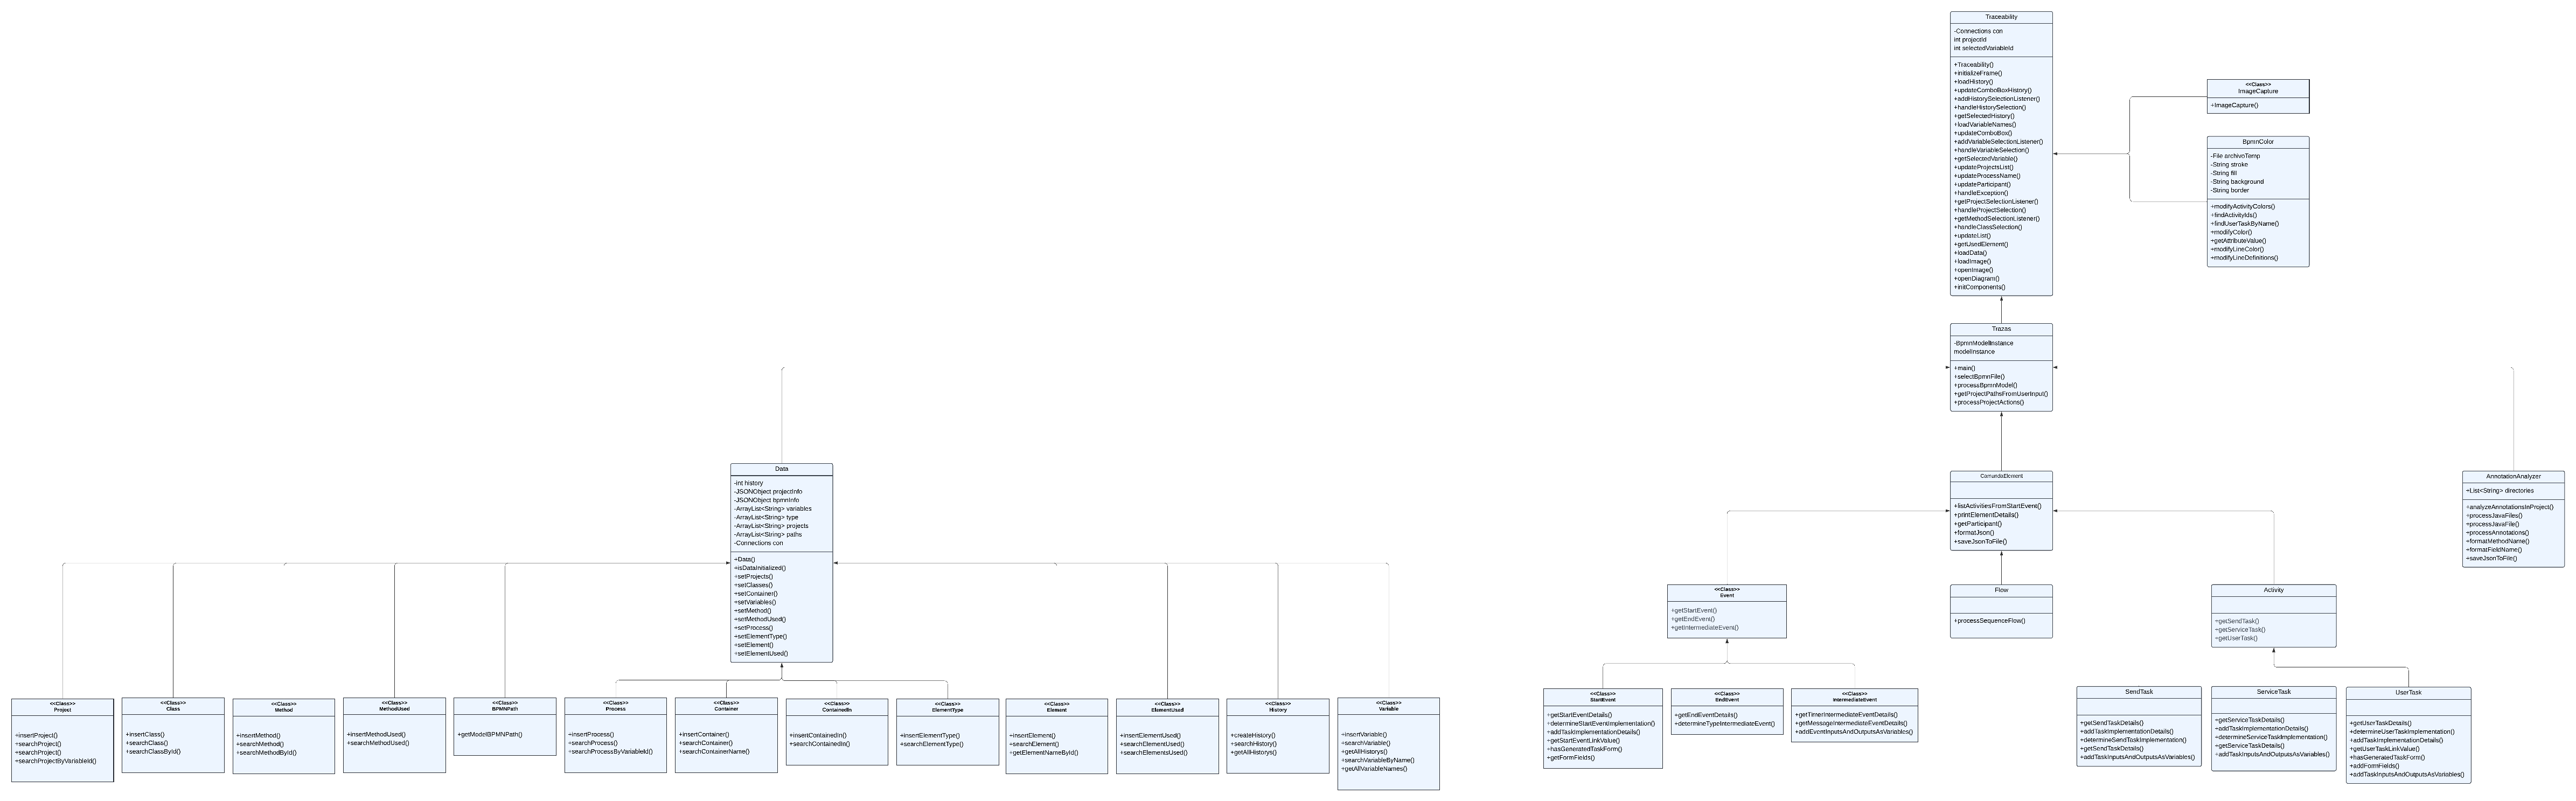 Traceability
-Connections con
int projectId
int selectedVariableId
+Traceability()
+initializeFrame()
+loadHistory()
+updateComboBoxHistory()
+addHistorySelectionListener()
+handleHistorySelection()
+getSelectedHistory()
+loadVariableNames()
+updateComboBox()
+addVariableSelectionListener()
+handleVariableSelection()
+getSelectedVariable()
+updateProjectsList()
+updateProcessName()
+updateParticipant()
+handleException()
+getProjectSelectionListener()
+handleProjectSelection()
+getMethodSelectionListener()
+handleClassSelection()
+updateList()
+getUsedElement()
+loadData()
+loadImage()
+openImage()
+openDiagram()
+initComponents()
<<Class>>
ImageCapture
+ImageCapture()
BpmnColor
-File archivoTemp
-String stroke
-String fill
-String background
-String border
+modifyActivityColors()
+findActivityIds()
+findUserTaskByName()
+modifyColor()
+getAttributeValue()
+modifyLineColor()
+modifyLineDefinitions()
Trazas
-BpmnModelInstance
modelInstance
+main()
+selectBpmnFile()
+processBpmnModel()
+getProjectPathsFromUserInput()
+processProjectActions()
Data
-int history
-JSONObject projectInfo
-JSONObject bpmnInfo
-ArrayList<String> variables
-ArrayList<String> type
-ArrayList<String> projects
-ArrayList<String> paths
-Connections con
+Data()
+isDataInitialized()
+setProjects()
+setClasses()
+setContainer()
+setVariables()
+setMethod()
+setMethodUsed()
+setProcess()
+setElementType()
+setElement()
+setElementUsed()
CamundaElement
+listActivitiesFromStartEvent()
+printElementDetails()
+getParticipant()
+formatJson()
+saveJsonToFile()
AnnotationAnalyzer
+List<String> directories
+analyzeAnnotationsInProject()
+processJavaFiles()
+processJavaFile()
+processAnnotations()
+formatMethodName()
+formatFieldName()
+saveJsonToFile()
<<Class>>
Event
+getStartEvent()
+getEndEvent()
+getIntermediateEvent()
Flow
+processSequenceFlow()
Activity
+getSendTask()
+getServiceTask()
+getUserTask()
<<Class>>
Project
+insertProject()
+searchProject()
+searchProject()
+searchProjectByVariableId()
<<Class>>
Class
+insertClass()
+searchClass()
+searchClassById()
<<Class>>
Method
+insertMethod()
+searchMethod()
+searchMethodById()
<<Class>>
MethodUsed
+insertMethodUsed()
+searchMethodUsed()
<<Class>>
BPMNPath
+getModelBPMNPath()
<<Class>>
Process
+insertProcess()
+searchProcess()
+searchProcessByVariableId()
<<Class>>
Container
+insertContainer()
+searchContainer()
+searchContainerName()
<<Class>>
ContainedIn
+insertContainedIn()
+searchContainedIn()
<<Class>>
ElementType
+insertElementType()
+searchElementType()
<<Class>>
Element
+insertElement()
+searchElement()
+getElementNameById()
<<Class>>
ElementUsed
+insertElementUsed()
+searchElementUsed()
+searchElementsUsed()
<<Class>>
History
+createHistory()
+searchHistory()
+getAllHistorys()
<<Class>>
Variable
+insertVariable()
+searchVariable()
+getAllHistorys()
+searchVariableByName()
+getAllVariableNames()
<<Class>>
StartEvent
+getStartEventDetails()
+determineStartEventImplementation()
+addTaskImplementationDetails()
+getStartEventLinkValue()
+hasGeneratedTaskForm()
+getFormFields()
<<Class>>
EndEvent
+getEndEventDetails()
+determineTypeIntermediateEvent()
<<Class>>
IntermediateEvent
+getTimerIntermediateEventDetails()
+getMessageIntermediateEventDetails()
+addEventInputsAndOutputsAsVariables()
SendTask
+getSendTaskDetails()
+addTaskImplementationDetails()
+determineSendTaskImplementation()
+getSendTaskDetails()
+addTaskInputsAndOutputsAsVariables()
ServiceTask
+getServiceTaskDetails()
+addTaskImplementationDetails()
+determineServiceTaskImplementation()
+getServiceTaskDetails()
+addTaskInputsAndOutputsAsVariables()
UserTask
+getUserTaskDetails()
+determineUserTaskImplementation()
+addTaskImplementationDetails()
+getUserTaskLinkValue()
+hasGeneratedTaskForm()
+addFormFields()
+addTaskInputsAndOutputsAsVariables()